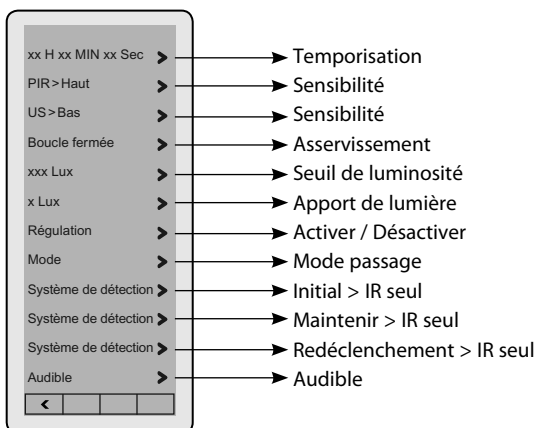 xx H xx MIN xx Sec > Temporisation
PIR>Haut > Sensibilité
US>Bas > Sensibilité
Boucle fermée > Asservissement
xxx Lux > Seuil de luminosité
x Lux > Apport de lumière
Régulation > Activer / Désactiver
Mode > Mode passage
Système de détection > Initial > IR seul
Système de détection > Maintenir > IR seul
Système de détection > Redéclenchement > IR seul
Audible > Audible
<